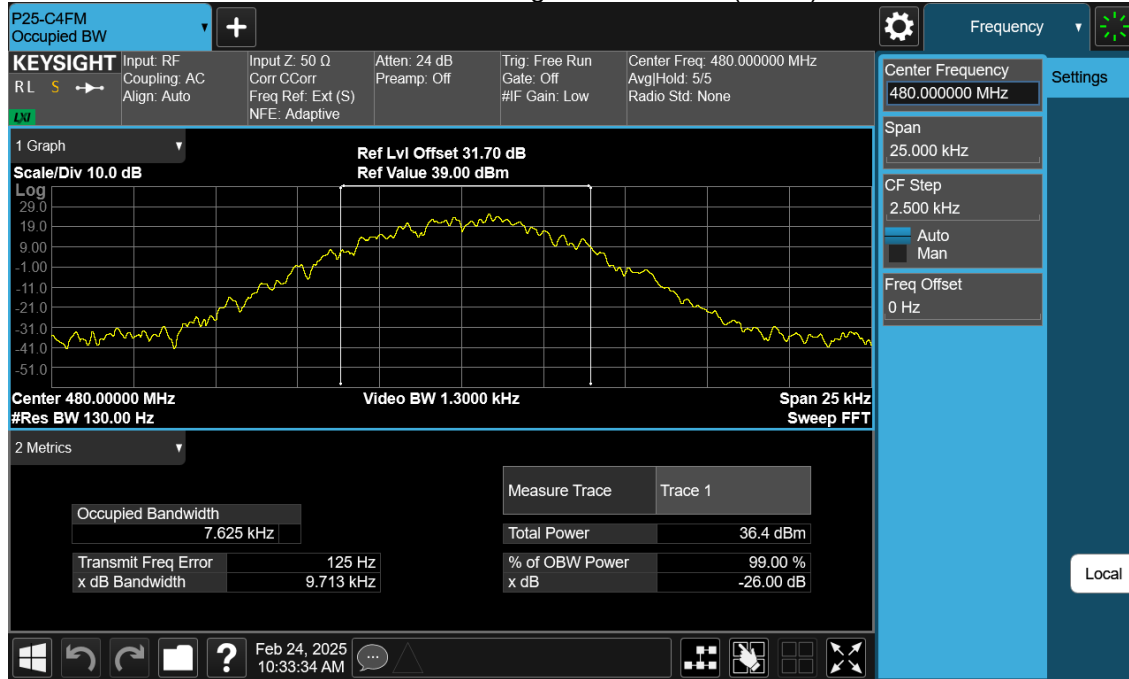 P25-C4FM
Occupied BW
+
Frequency
KEYSIGHT
RL S
LXI
Input: RF
Coupling: AC
Align: Auto
Input Z: 50 Ω
Corr CCorr
Freq Ref: Ext (S)
NFE: Adaptive
Atten: 24 dB
Preamp: Off
Trig: Free Run
Gate: Off
#IF Gain: Low
Center Freq: 480.000000 MHz
Avg|Hold: 5/5
Radio Std: None
Center Frequency
480.000000 MHz
Settings
Span
25.000 kHz
CF Step
2.500 kHz
Auto
Man
Freq Offset
0 Hz
Local
1 Graph
Scale/Div 10.0 dB
Ref Lvl Offset 31.70 dB
Ref Value 39.00 dBm
Log
29.0
19.0
9.00
-1.00
-11.0
-21.0
-31.0
-41.0
-51.0
Center 480.00000 MHz
#Res BW 130.00 Hz
Video BW 1.3000 kHz
Span 25 kHz
Sweep FFT
2 Metrics
Measure Trace Trace 1
Occupied Bandwidth
7.625 kHz
Total Power 36.4 dBm
Transmit Freq Error 125 Hz
% of OBW Power 99.00 %
x dB Bandwidth 9.713 kHz
x dB -26.00 dB
?
Feb 24, 2025
10:33:34 AM